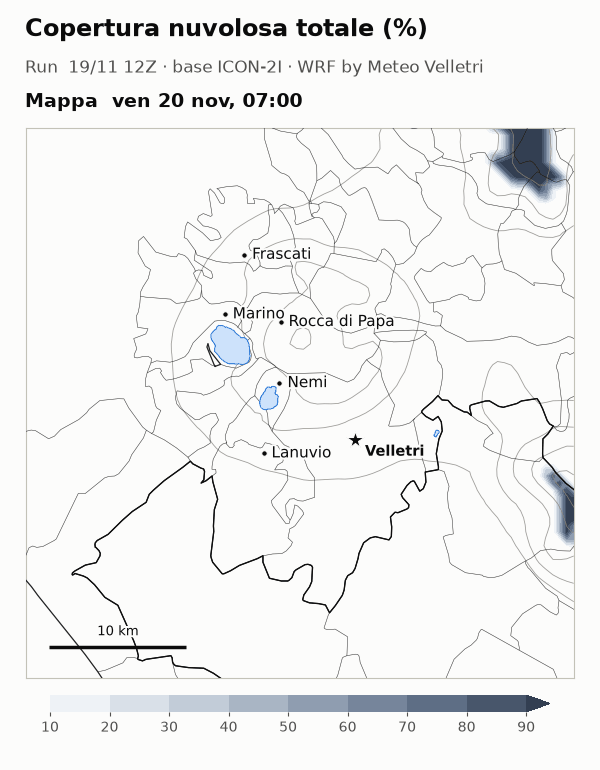 Copertura nuvolosa totale (%)
Run  19/11 12Z · base ICON-2I · WRF by Meteo Velletri
Mappa  ven 20 nov, 07:00
Frascati
Marino
Rocca di Papa
Nemi
Velletri
Lanuvio
10 km
10 20 30 40 50 60 70 80 90